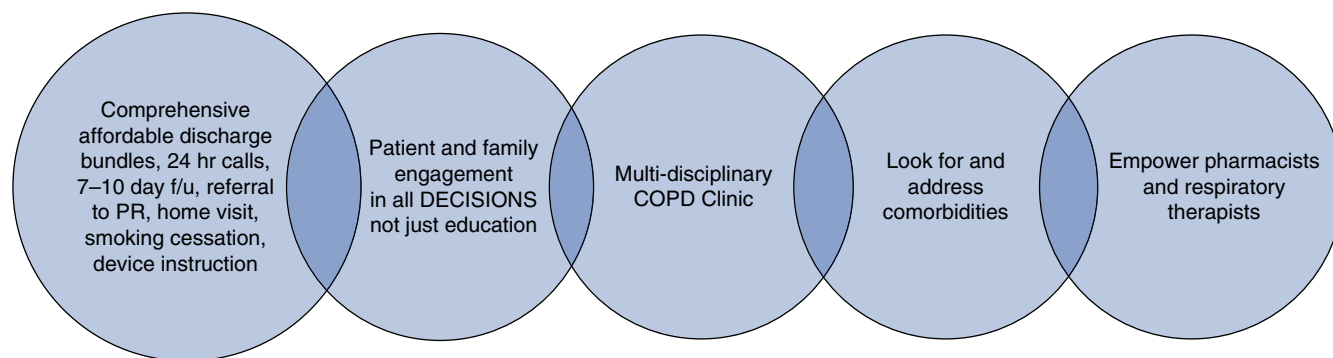 Comprehensive
affordable discharge
bundles, 24 hr calls,
7–10 day f/u, referral
to PR, home visit,
smoking cessation,
device instruction
Patient and family
engagement
in all DECISIONS
not just education
Multi-disciplinary
COPD Clinic
Look for and
address
comorbidities
Empower pharmacists
and respiratory
therapists